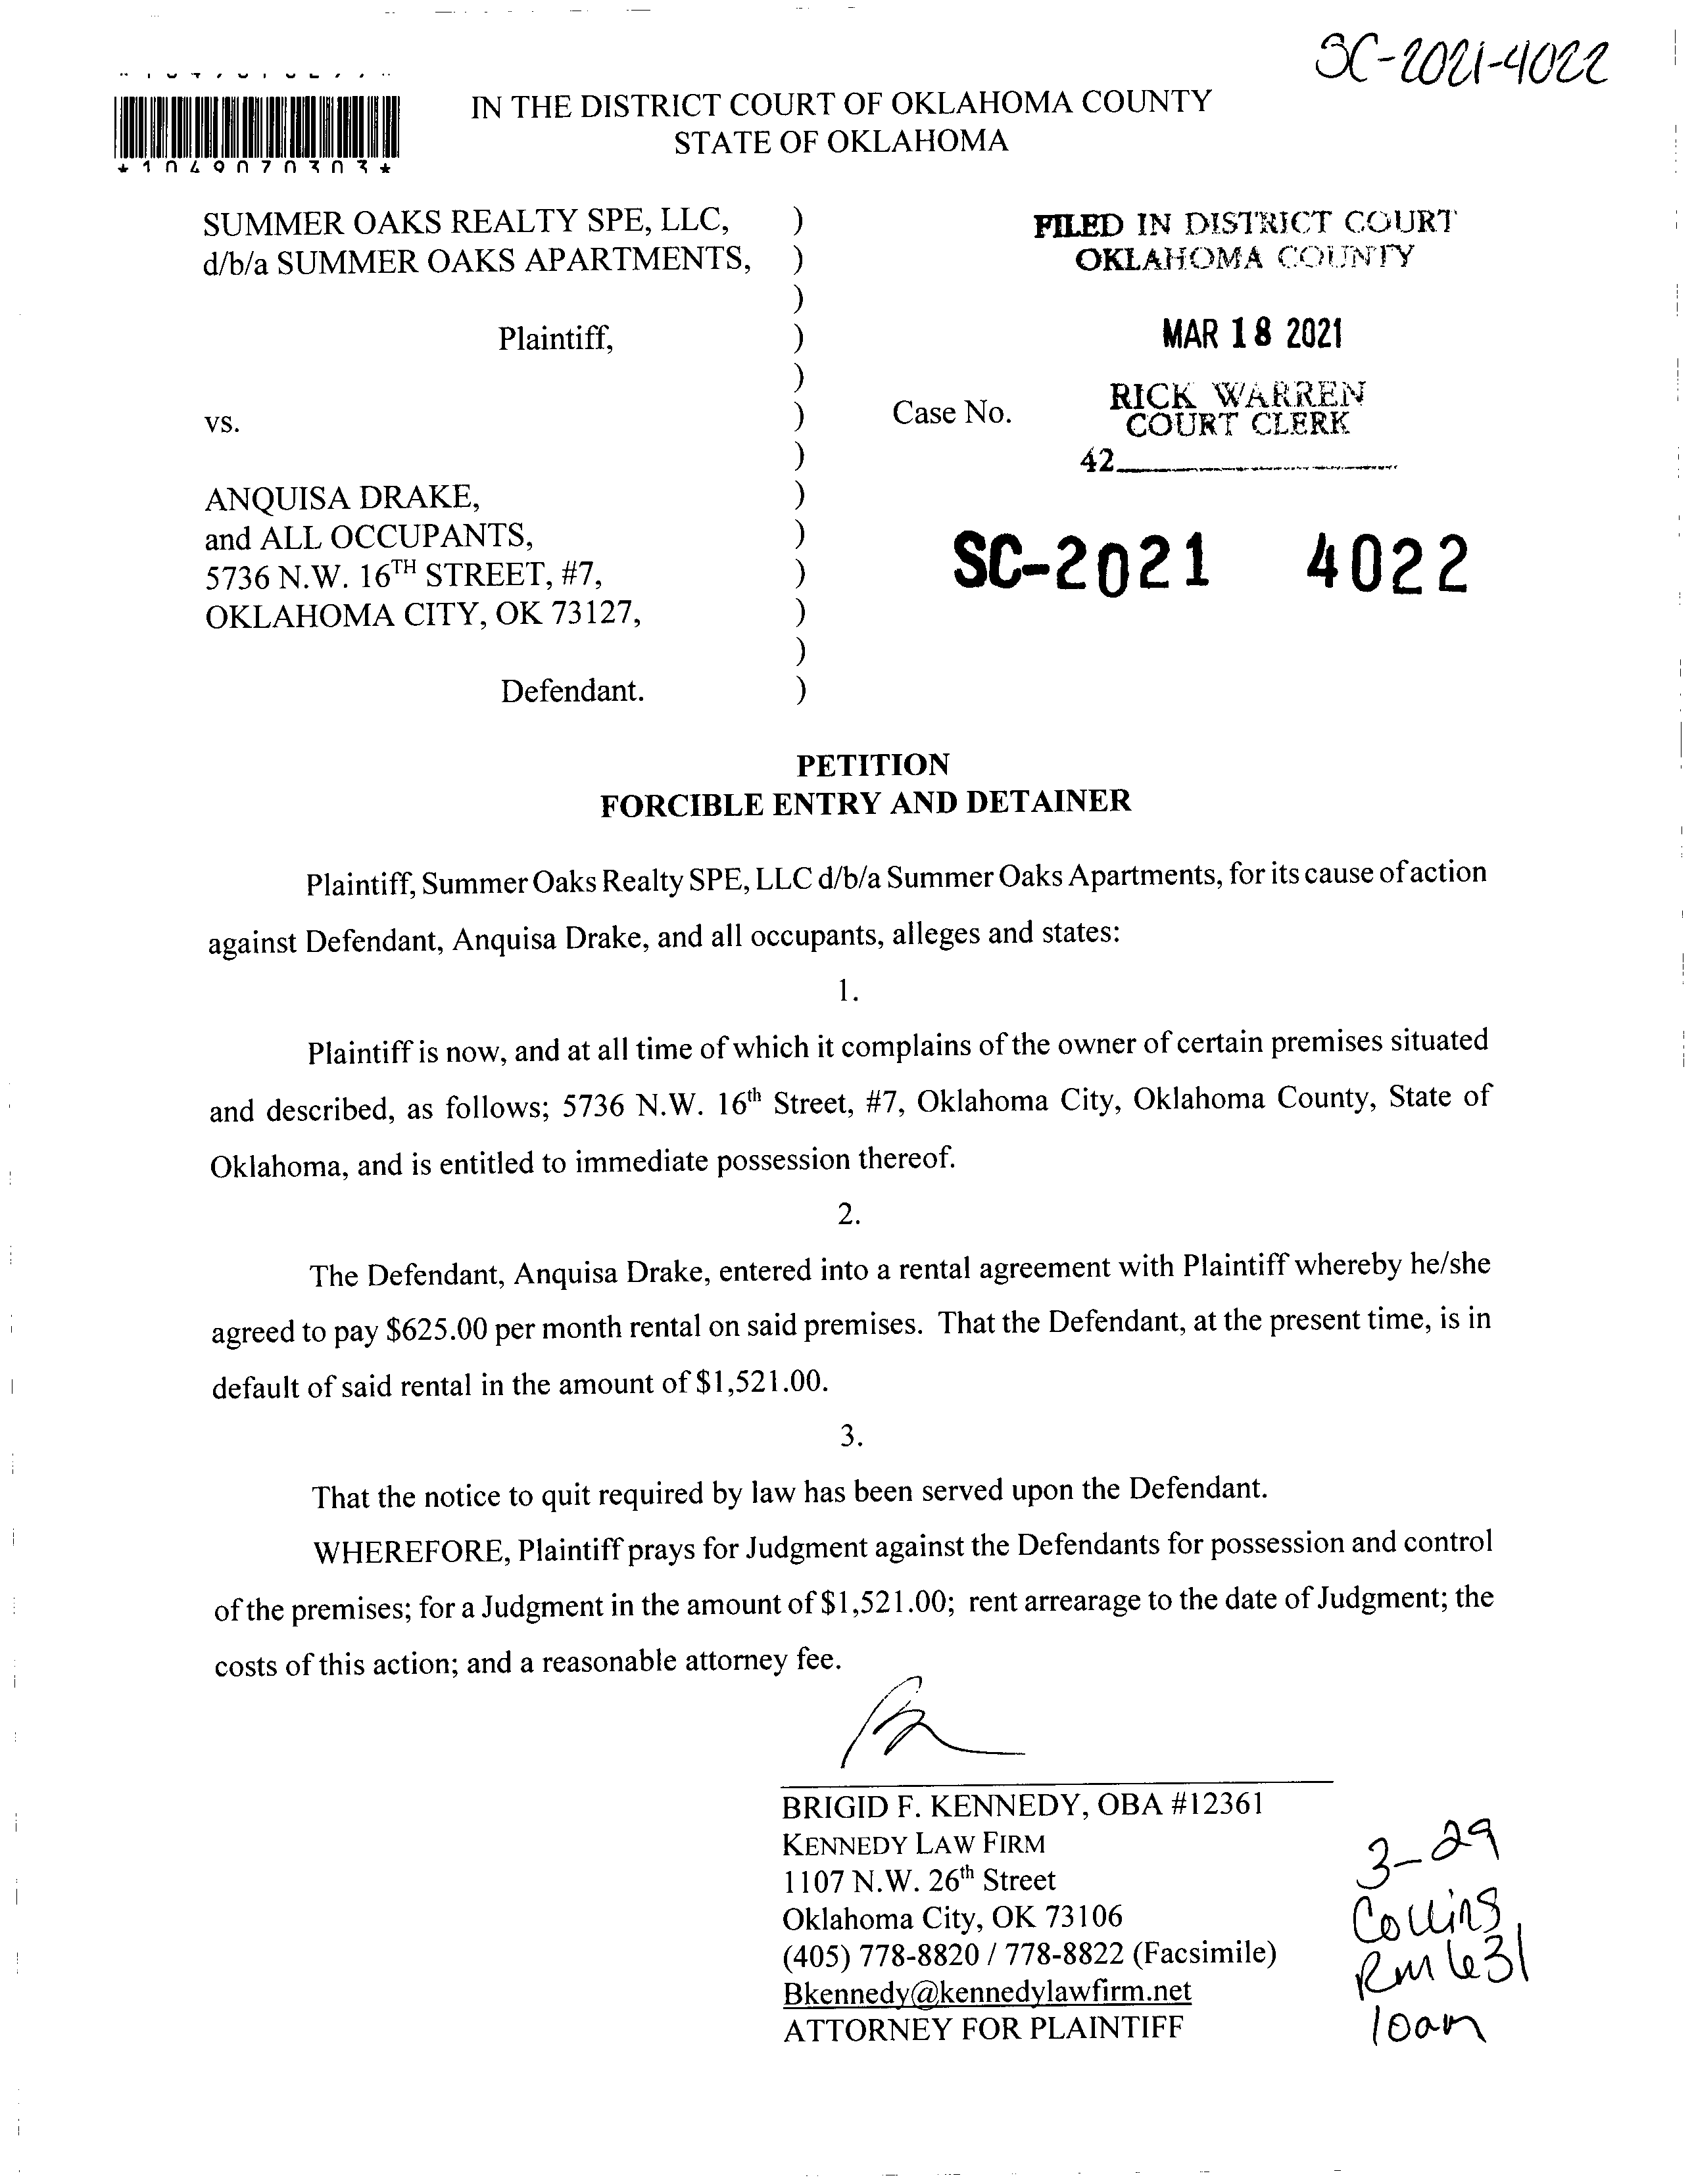 SC-2021-4022
*1049070303*
IN THE DISTRICT COURT OF OKLAHOMA COUNTY
STATE OF OKLAHOMA
SUMMER OAKS REALTY SPE, LLC, )
d/b/a SUMMER OAKS APARTMENTS, )
)
Plaintiff, )
)
vs. )
)
ANQUISA DRAKE, )
and ALL OCCUPANTS, )
5736 N.W. 16TH STREET, #7, )
OKLAHOMA CITY, OK 73127, )
)
Defendant. )
FILED IN DISTRICT COURT
OKLAHOMA COUNTY
MAR 18 2021
RICK WARREN
COURT CLERK
Case No.
42
SC-2021 4022
PETITION
FORCIBLE ENTRY AND DETAINER
Plaintiff, Summer Oaks Realty SPE, LLC d/b/a Summer Oaks Apartments, for its cause of action
against Defendant, Anquisa Drake, and all occupants, alleges and states:
1.
Plaintiff is now, and at all time of which it complains of the owner of certain premises situated
and described, as follows; 5736 N.W. 16th Street, #7, Oklahoma City, Oklahoma County, State of
Oklahoma, and is entitled to immediate possession thereof.
2.
The Defendant, Anquisa Drake, entered into a rental agreement with Plaintiff whereby he/she
agreed to pay $625.00 per month rental on said premises. That the Defendant, at the present time, is in
default of said rental in the amount of $1,521.00.
3.
That the notice to quit required by law has been served upon the Defendant.
WHEREFORE, Plaintiff prays for Judgment against the Defendants for possession and control
of the premises; for a Judgment in the amount of $1,521.00; rent arrearage to the date of Judgment; the
costs of this action; and a reasonable attorney fee.
BRIGID F. KENNEDY, OBA #12361
KENNEDY LAW FIRM
1107 N.W. 26th Street
Oklahoma City, OK 73106
(405) 778-8820 / 778-8822 (Facsimile)
Bkennedy@kennedylawfirm.net
ATTORNEY FOR PLAINTIFF
3-29
Collins
Rm 631
10am